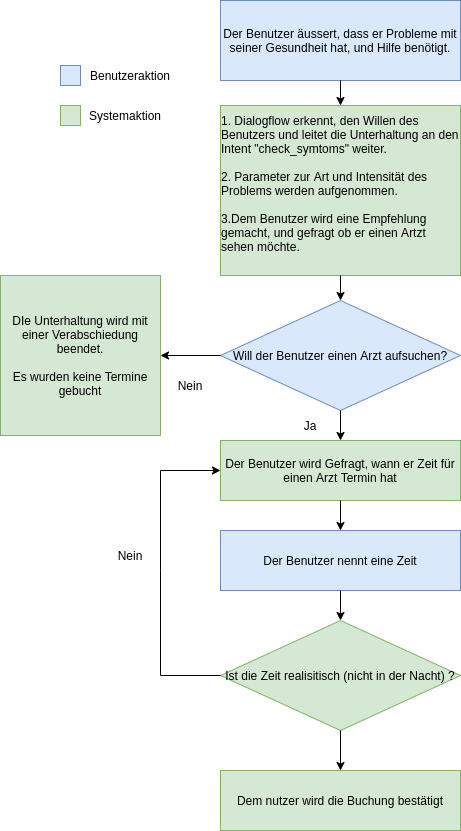 Der Benutzer äussert, dass er Probleme mit
seiner Gesundheit hat, und Hilfe benötigt.
Benutzeraktion
Systemaktion
1. Dialogflow erkennt, den Willen des
Benutzers und leitet die Unterhaltung an den
Intent "check_symtoms" weiter.
2. Parameter zur Art und Intensität des
Problems werden aufgenommen.
3.Dem Benutzer wird eine Empfehlung
gemacht, und gefragt ob er einen Artzt
sehen möchte.
DIe Unterhaltung wird mit
einer Verabschiedung
beendet.
Es wurden keine Termine
gebucht
Will der Benutzer einen Arzt aufsuchen?
Nein
Ja
Der Benutzer wird Gefragt, wann er Zeit für
einen Arzt Termin hat
Nein
Der Benutzer nennt eine Zeit
Ist die Zeit realisitisch (nicht in der Nacht) ?
Dem nutzer wird die Buchung bestätigt